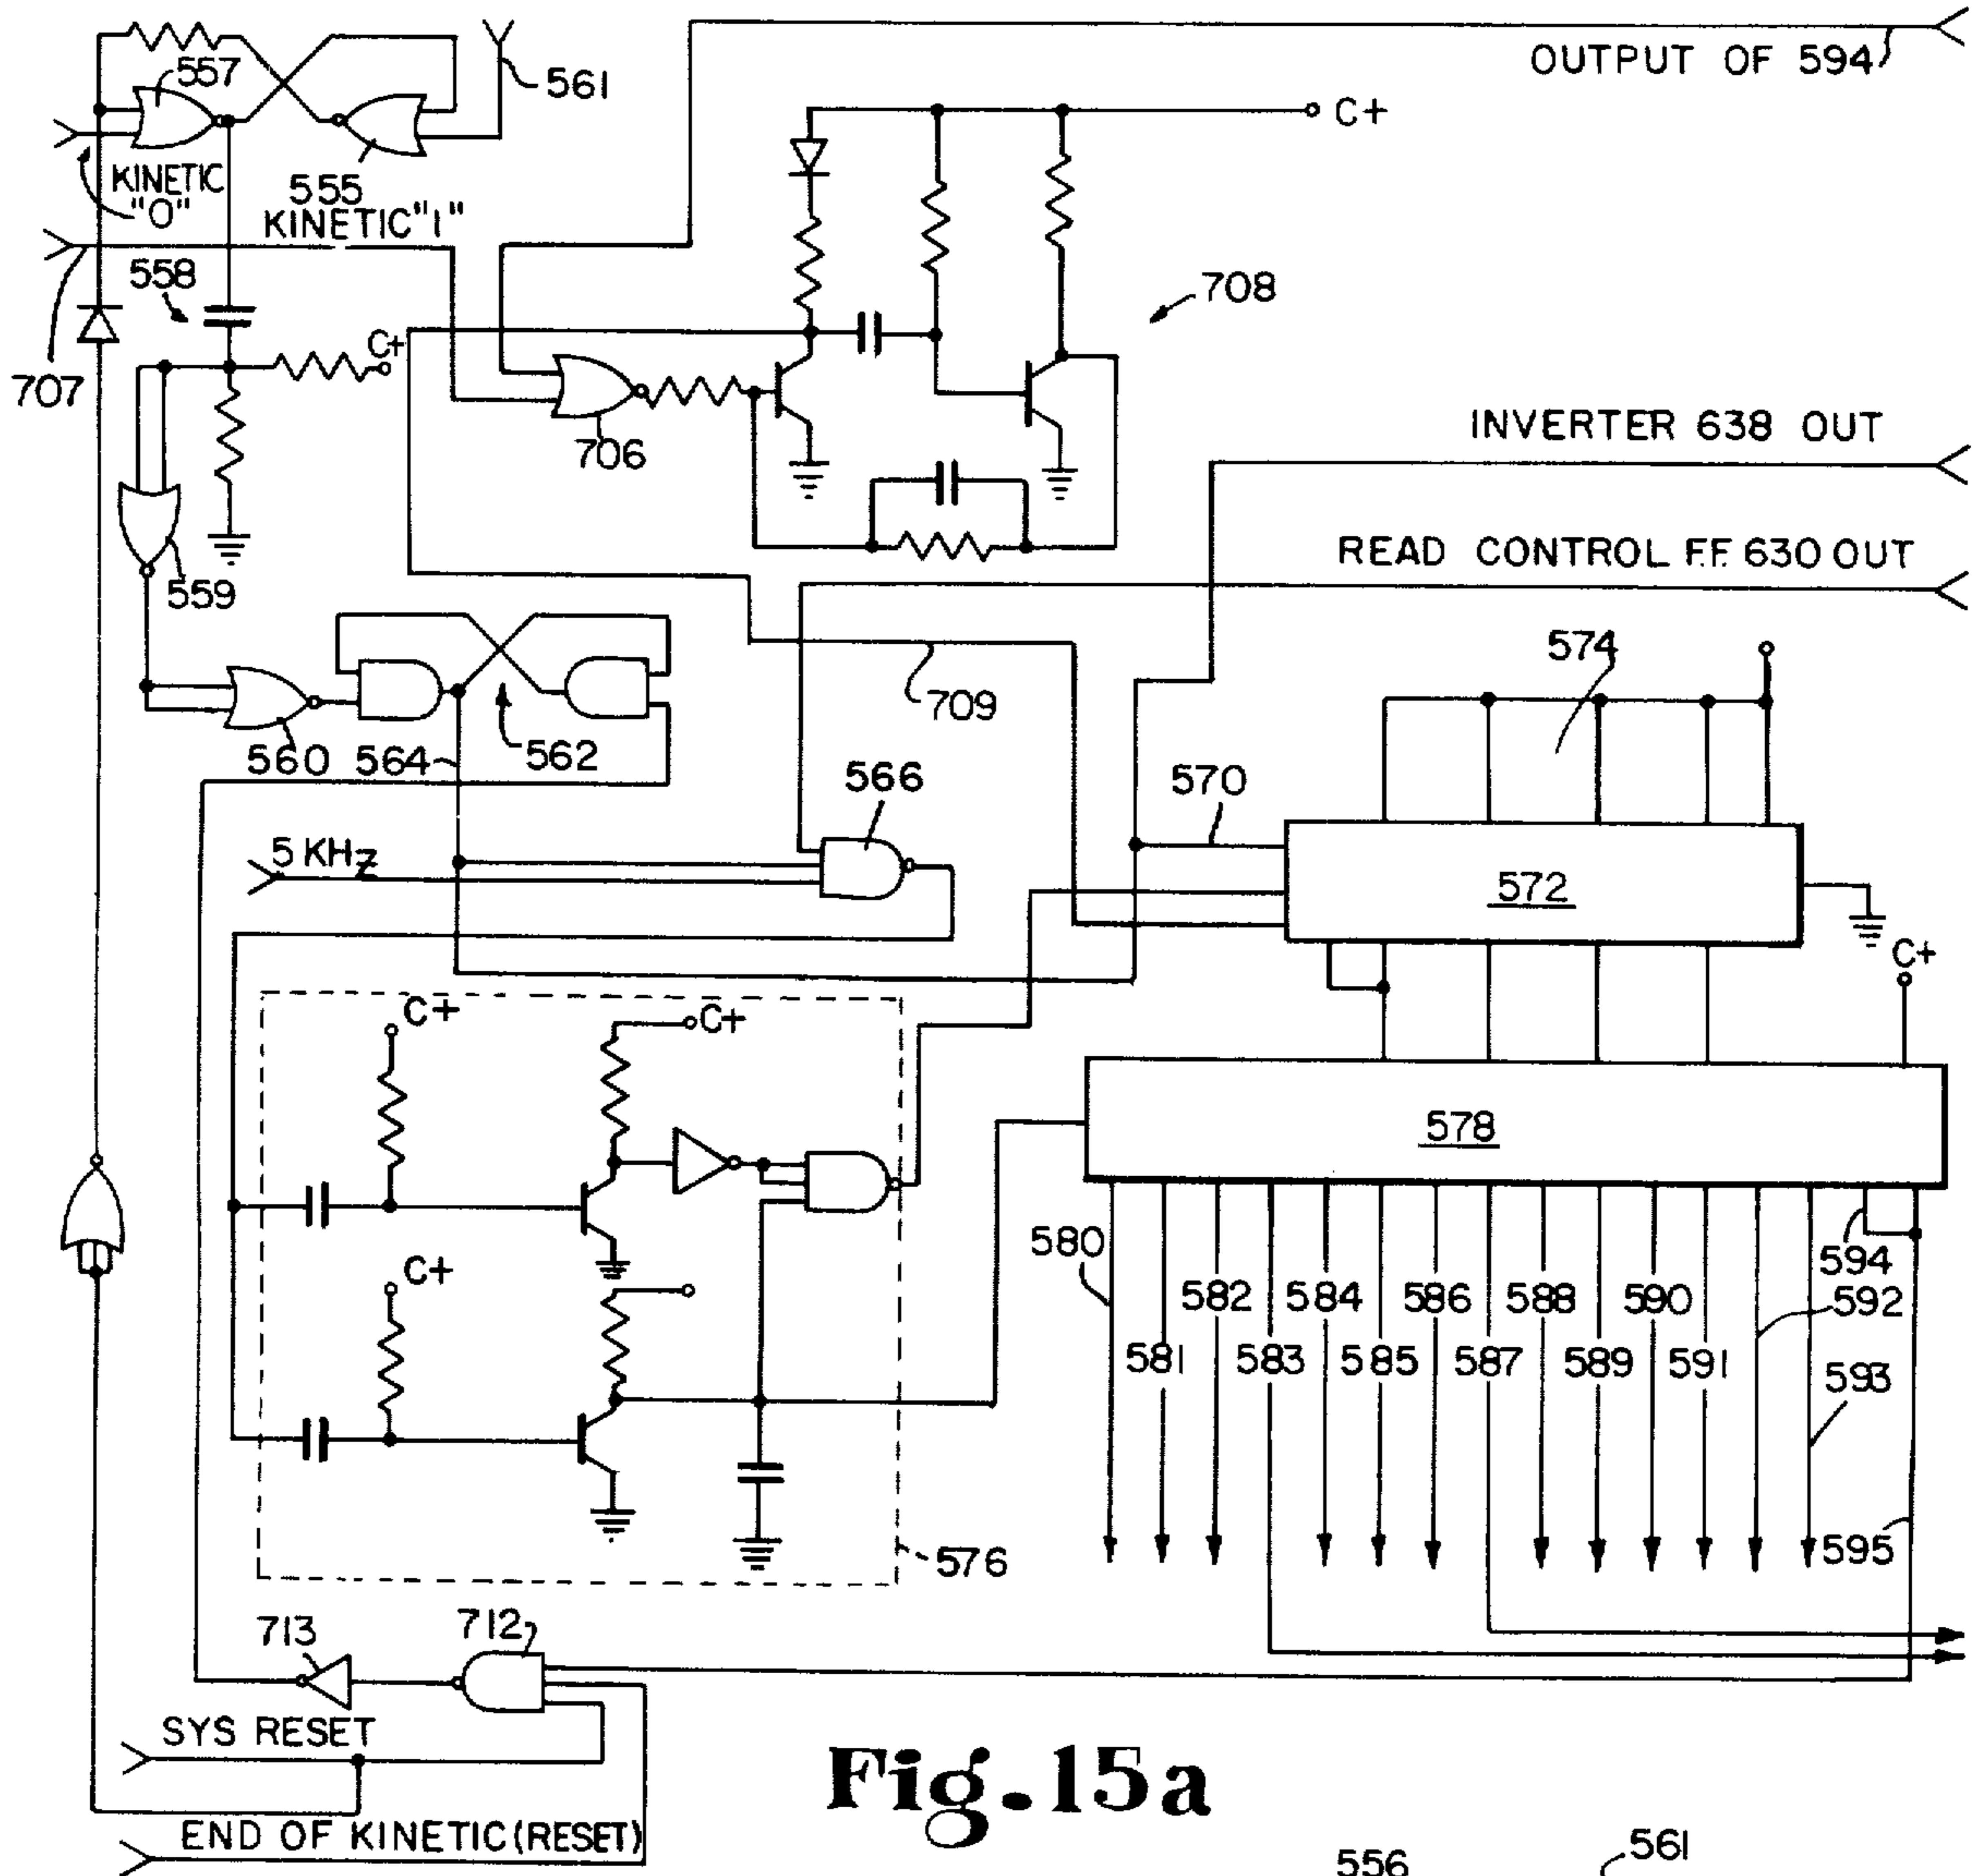 OUTPUT OF 594
557
561
C+
KINETIC "0"
555
KINETIC "1"
558
708
C+
707
706
INVERTER 638 OUT
559
READ CONTROL F.F. 630 OUT
574
709
560
564
562
566
570
5 KHz
572
C+
C+
C+
578
C+
580
582
584
586
588
590
594
592
581
583
585
587
589
591
593
595
576
713
712
SYS RESET
END OF KINETIC (RESET)
Fig.15a
556
561